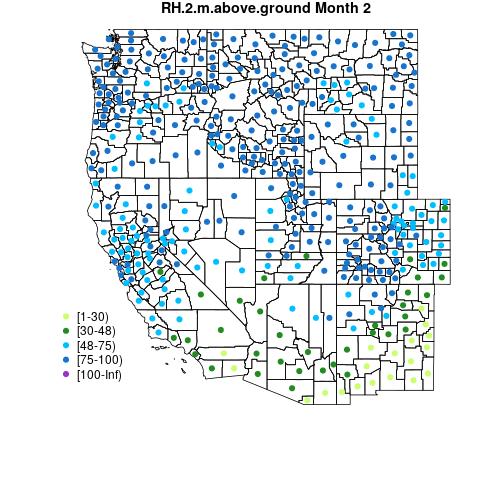 RH.2.m.above.ground Month 2
[1-30)
[30-48)
[48-75)
[75-100)
[100-Inf)